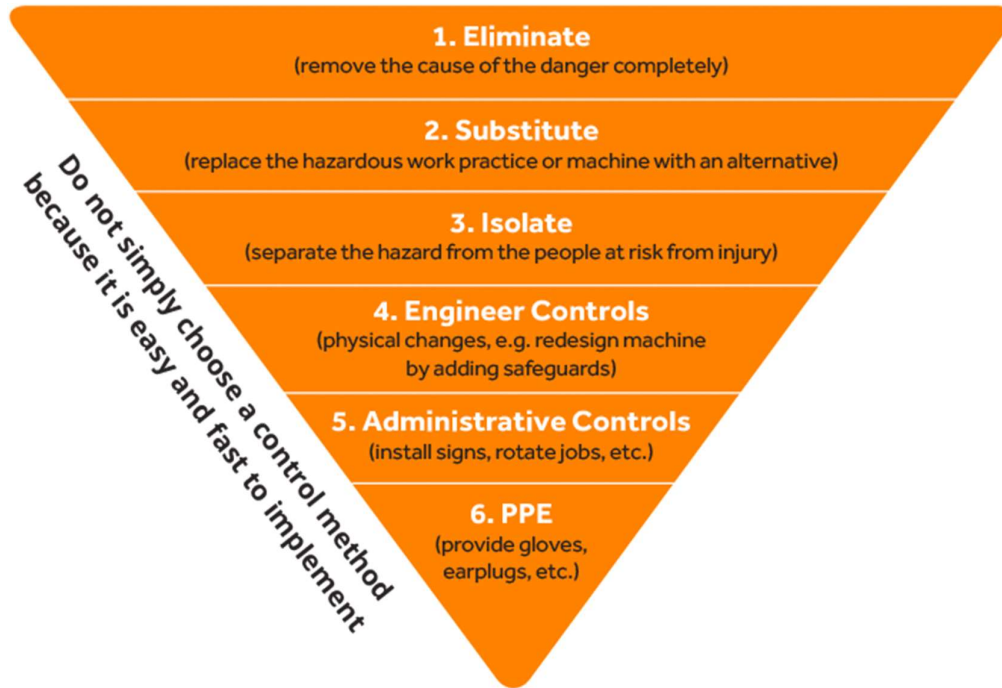 1. Eliminate
(remove the cause of the danger completely)
2. Substitute
(replace the hazardous work practice or machine with an alternative)
3. Isolate
(separate the hazard from the people at risk from injury)
4. Engineer Controls
(physical changes, e.g. redesign machine
by adding safeguards)
5. Administrative Controls
(install signs, rotate jobs, etc.)
6. PPE
(provide gloves,
earplugs, etc.)
Do not simply choose a control method
because it is easy and fast to implement